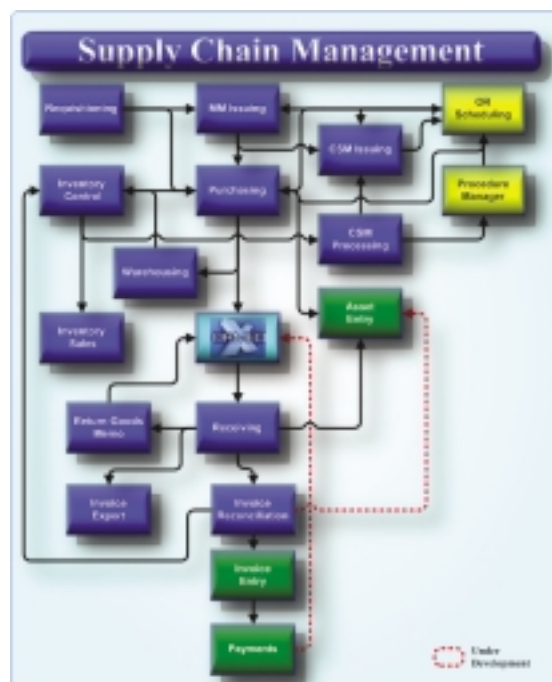 Supply Chain Management
Requisitioning
MM Issuing
OR
Scheduling
CSM Issuing
Inventory
Control
Purchasing
Procedure
Manager
CSM
Processing
Warehousing
Asset
Entry
Inventory
Sales
Return Goods
Memo
Receiving
Invoice
Export
Invoice
Reconciliation
Invoice
Entry
Payments
Under
Development